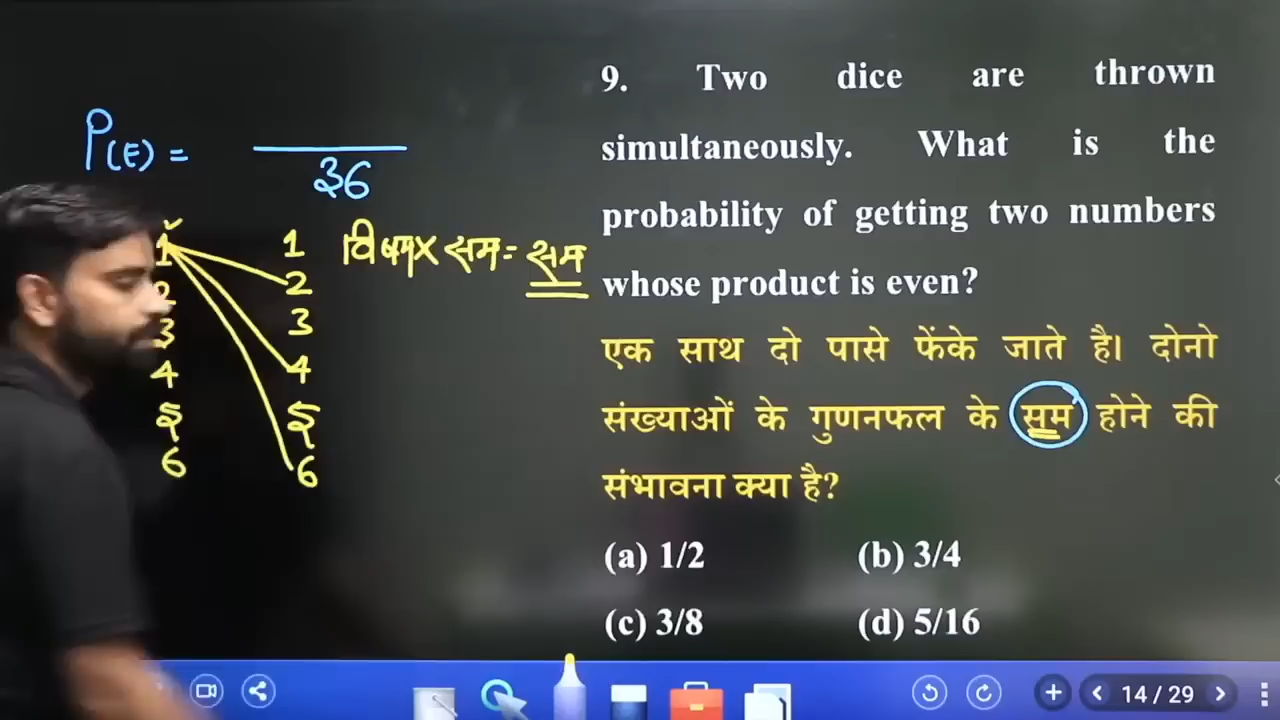 P(E) =
36
1 1
2 2
3 3
4 4
5 5
6 6
विषम × सम = सम
9. Two dice are thrown
simultaneously. What is the
probability of getting two numbers
whose product is even?
एक साथ दो पासे फेंके जाते है। दोनो
संख्याओं के गुणनफल के सम होने की
संभावना क्या है?
(a) 1/2 (b) 3/4
(c) 3/8 (d) 5/16
14 / 29